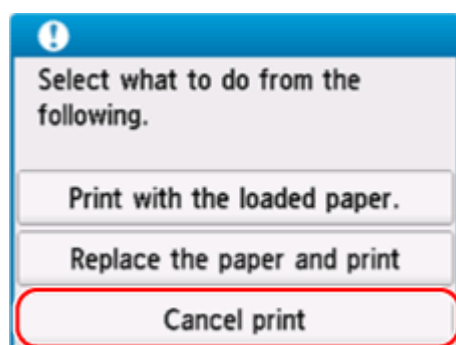 Select what to do from the
following.
Print with the loaded paper.
Replace the paper and print
Cancel print